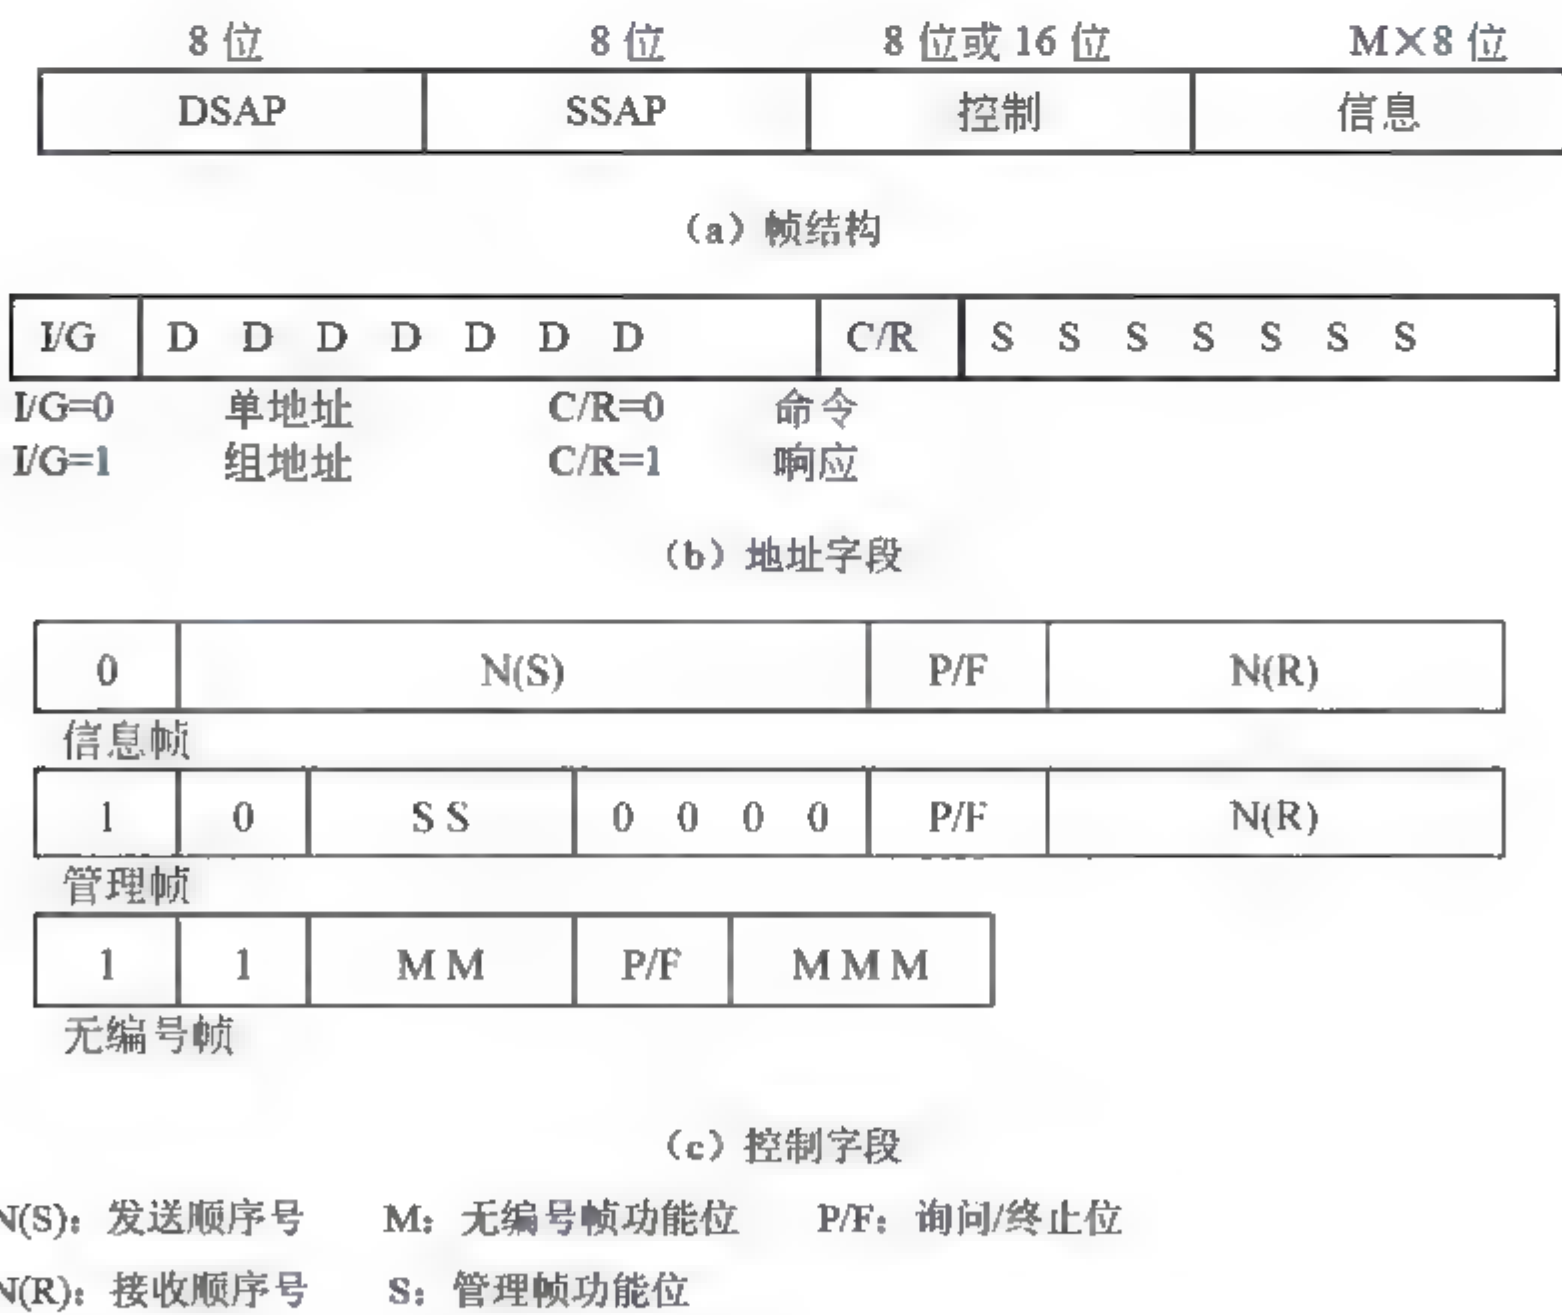 8 位 8 位 8 位或 16 位 M×8 位
DSAP SSAP 控制 信息
（a）帧结构
I/G D D D D D D D C/R S S S S S S S
I/G=0 单地址 C/R=0 命令
I/G=1 组地址 C/R=1 响应
（b）地址字段
0 N(S) P/F N(R)
信息帧
1 0 S S 0 0 0 0 P/F N(R)
管理帧
1 1 M M P/F M M M
无编号帧
（c）控制字段
N(S)：发送顺序号 M：无编号帧功能位 P/F：询问/终止位
N(R)：接收顺序号 S：管理帧功能位